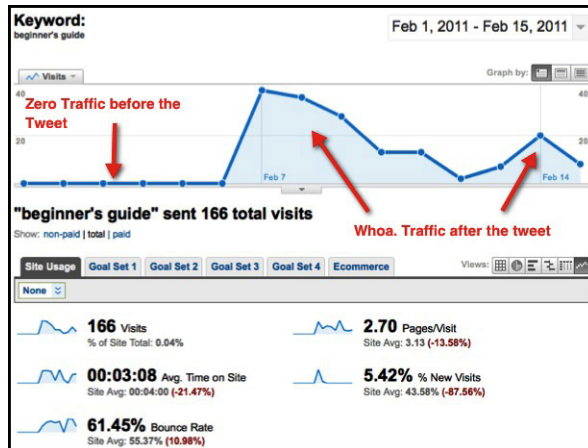 Keyword:
beginner's guide
Feb 1, 2011 - Feb 15, 2011
Visits
Graph by:
40
40
Zero Traffic before the
Tweet
20
20
Feb 7
Feb 14
"beginner's guide" sent 166 total visits
Whoa. Traffic after the tweet
Show: non-paid | total | paid
Site Usage Goal Set 1 Goal Set 2 Goal Set 3 Goal Set 4 Ecommerce
Views:
None
166 Visits
% of Site Total: 0.04%
2.70 Pages/Visit
Site Avg: 3.13 (-13.58%)
00:03:08 Avg. Time on Site
Site Avg: 00:04:00 (-21.47%)
5.42% % New Visits
Site Avg: 43.58% (-87.56%)
61.45% Bounce Rate
Site Avg: 55.37% (10.98%)